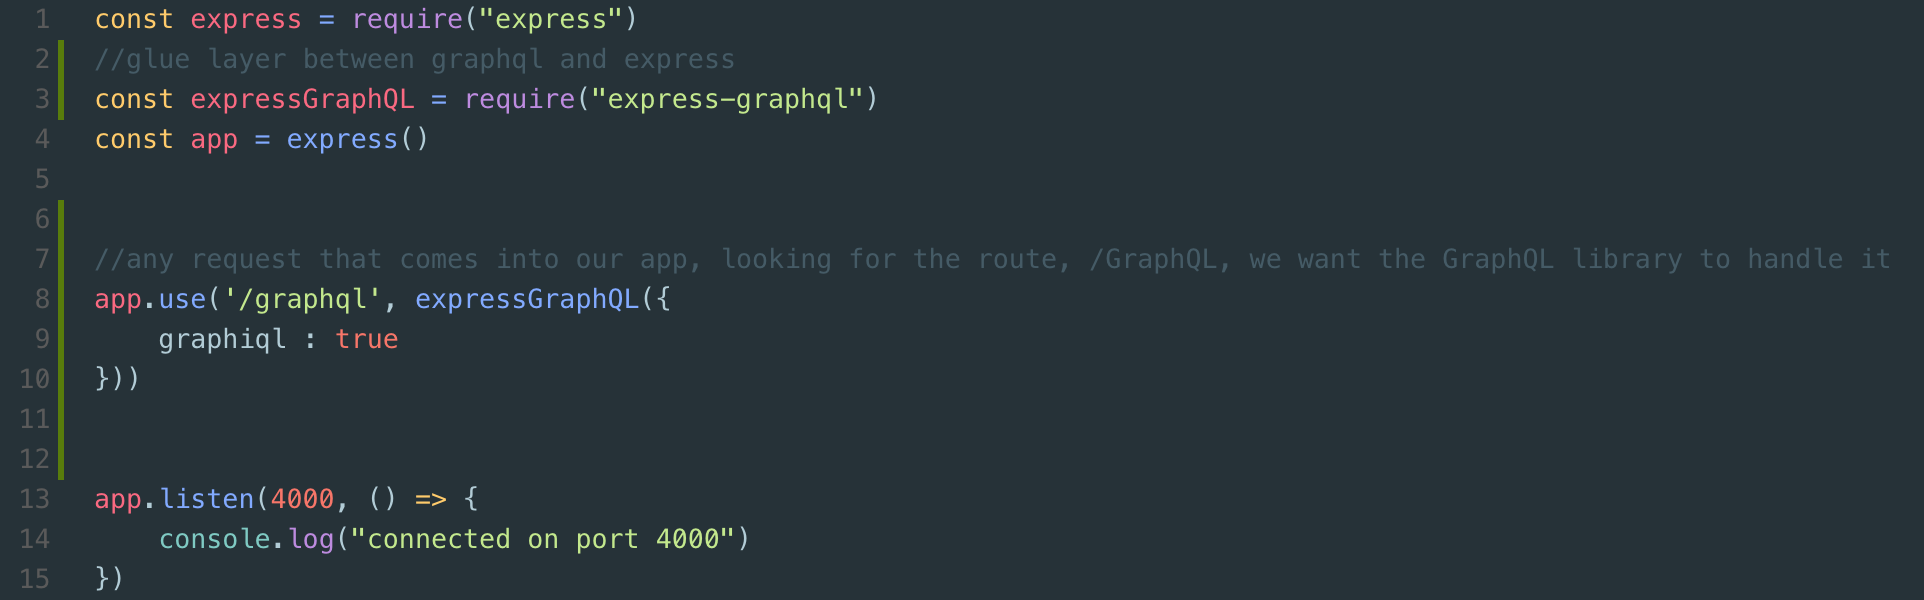 1 const express = require("express")
2 //glue layer between graphql and express
3 const expressGraphQL = require("express-graphql")
4 const app = express()
5
6
7 //any request that comes into our app, looking for the route, /GraphQL, we want the GraphQL library to handle it
8 app.use('/graphql', expressGraphQL({
9     graphiql : true
10 }))
11
12
13 app.listen(4000, () => {
14     console.log("connected on port 4000")
15 })